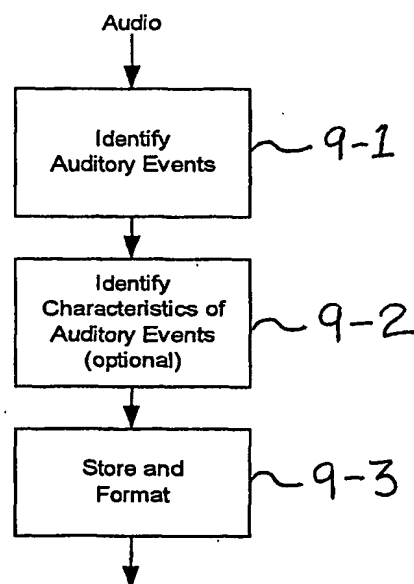 Audio
Identify
Auditory Events
9-1
Identify
Characteristics of
Auditory Events
(optional)
9-2
Store and
Format
9-3